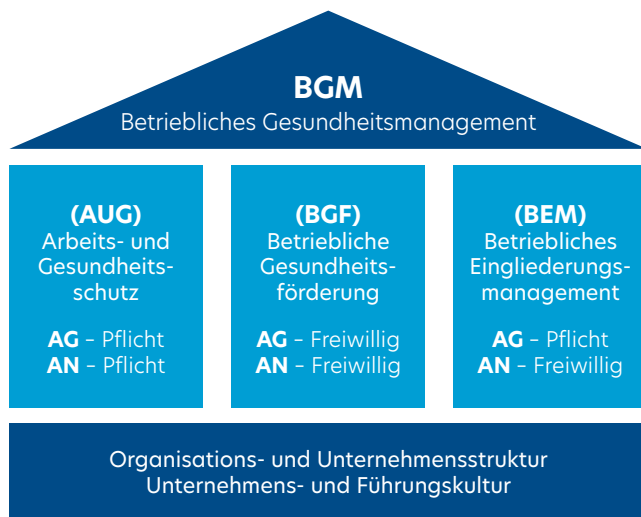 BGM
Betriebliches Gesundheitsmanagement
(AUG)
Arbeits- und
Gesundheits-
schutz
AG – Pflicht
AN – Pflicht
(BGF)
Betriebliche
Gesundheits-
förderung
AG – Freiwillig
AN – Freiwillig
(BEM)
Betriebliches
Eingliederungs-
management
AG – Pflicht
AN – Freiwillig
Organisations- und Unternehmensstruktur
Unternehmens- und Führungskultur